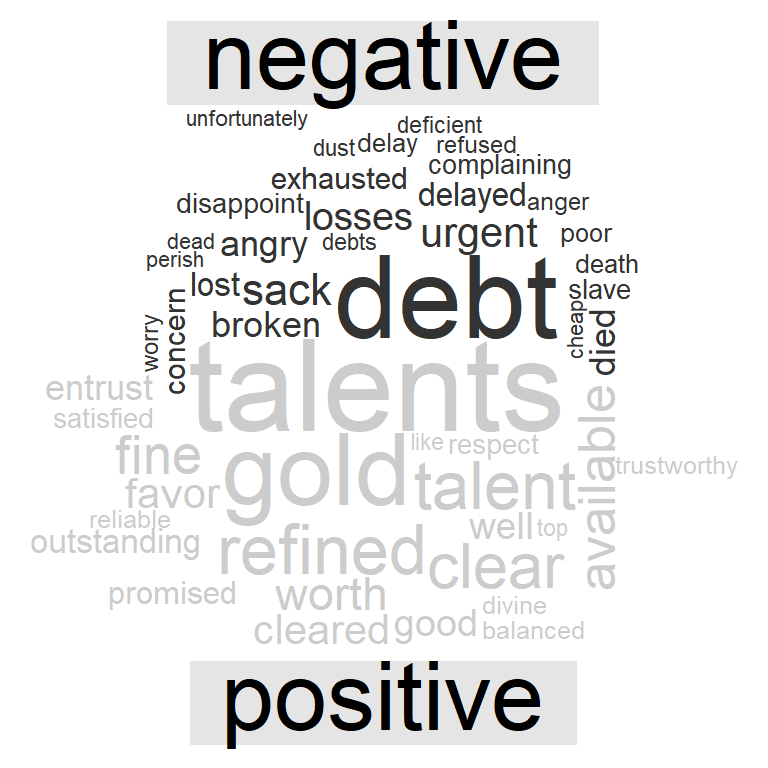 negative
unfortunately
deficient
dust delay refused
complaining
exhausted
disappoint losses delayed anger
dead angry debts urgent poor
perish
lost sack debt death
slave
worry concern broken cheap died
talents
entrust
satisfied
fine gold like respect
favor talent available trustworthy
reliable
outstanding refined well top
clear
promised worth
cleared good divine
balanced
positive